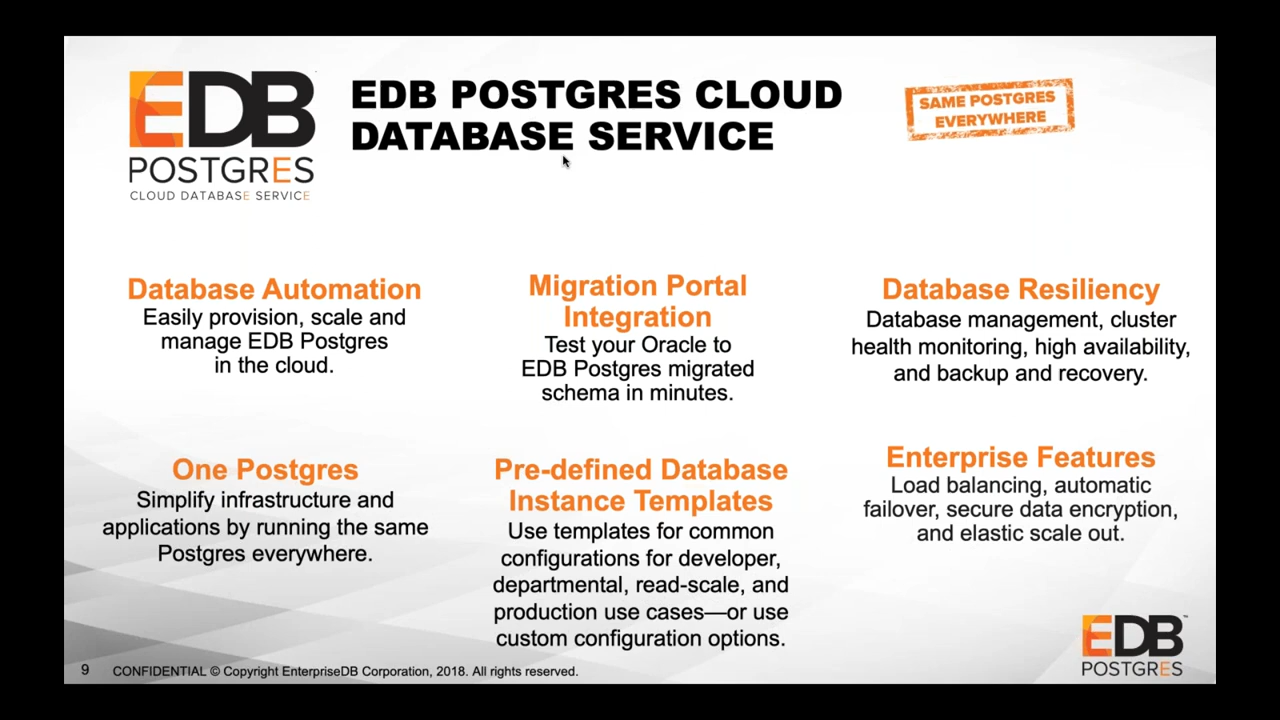 EDB
POSTGRES
CLOUD DATABASE SERVICE
EDB POSTGRES CLOUD
DATABASE SERVICE
SAME POSTGRES
EVERYWHERE
Database Automation
Easily provision, scale and
manage EDB Postgres
in the cloud.
Migration Portal
Integration
Test your Oracle to
EDB Postgres migrated
schema in minutes.
Database Resiliency
Database management, cluster
health monitoring, high availability,
and backup and recovery.
One Postgres
Simplify infrastructure and
applications by running the same
Postgres everywhere.
Pre-defined Database
Instance Templates
Use templates for common
configurations for developer,
departmental, read-scale, and
production use cases—or use
custom configuration options.
Enterprise Features
Load balancing, automatic
failover, secure data encryption,
and elastic scale out.
9 CONFIDENTIAL © Copyright EnterpriseDB Corporation, 2018. All rights reserved.
EDB™
POSTGRES